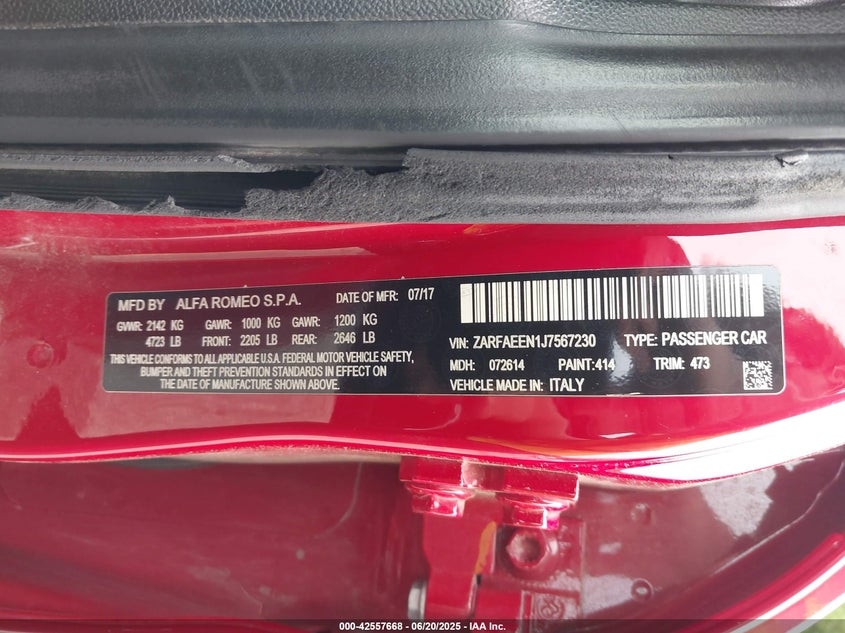 MFD BY ALFA ROMEO S.P.A. DATE OF MFR: 07/17
GVWR: 2142 KG GAWR: 1000 KG GAWR: 1200 KG
4723 LB FRONT: 2205 LB REAR: 2646 LB
THIS VEHICLE CONFORMS TO ALL APPLICABLE U.S.A. FEDERAL MOTOR VEHICLE SAFETY,
BUMPER AND THEFT PREVENTION STANDARDS IN EFFECT ON
THE DATE OF MANUFACTURE SHOWN ABOVE.
VIN: ZARFAEEN1J7567230 TYPE: PASSENGER CAR
MDH: 072614 PAINT:414 TRIM: 473
VEHICLE MADE IN: ITALY
000-42557668 - 06/20/2025 - IAA Inc.